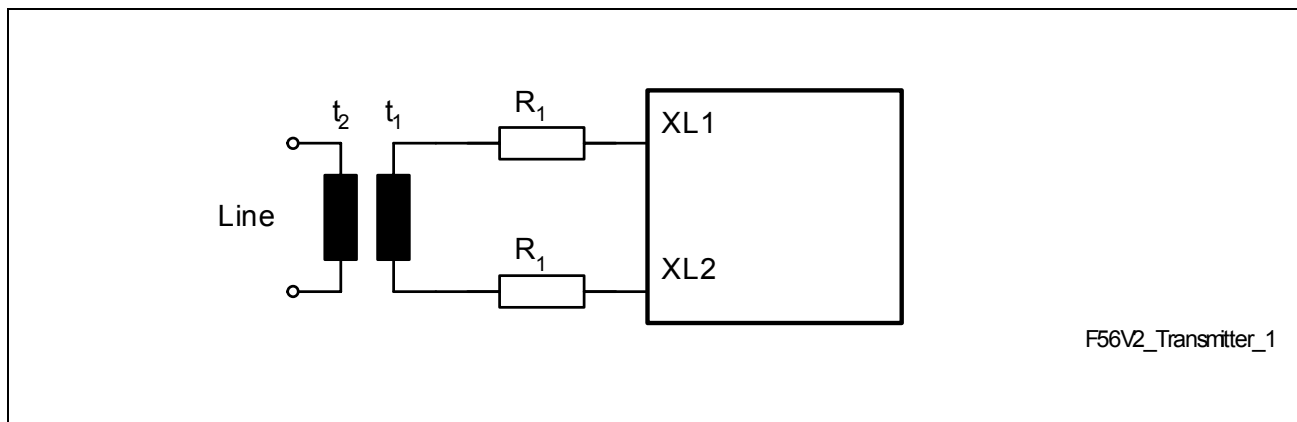 t2 t1
R1
XL1
Line
R1
XL2
F56V2_Transmitter_1